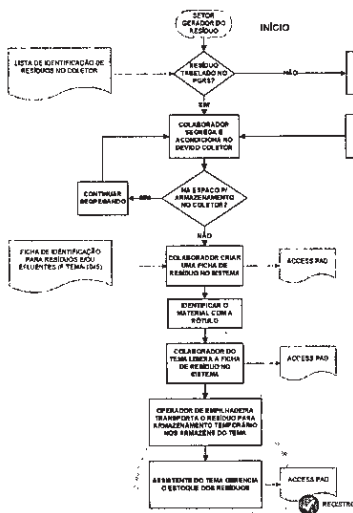 SETOR
GERADOR DO
RESÍDUO
INÍCIO
LISTA DE IDENTIFICAÇÃO DE
RESÍDUOS NO COLETOR
RESÍDUO
TABELADO NO
PGRS?
NÃO
SIM
COLABORADOR
SEGREGA E
ACONDICIONA NO
DEVIDO COLETOR
CONTINUAR
SEGREGANDO
SIM
HÁ ESPAÇO P/
ARMAZENAMENTO
NO COLETOR?
NÃO
FICHA DE IDENTIFICAÇÃO
PARA RESÍDUOS E/OU
EFLUENTES
COLABORADOR CRIAR
UMA FICHA DE
RESÍDUO NO SISTEMA
ACCESS PAD
IDENTIFICAR O
MATERIAL COM A
RÓTULO
COLABORADOR DO
TEMA LIBERA A FICHA
DE RESÍDUO NO
SISTEMA
ACCESS PAD
OPERADOR DE EMPILHADEIRA
TRANSPORTA O RESÍDUO PARA
ARMAZENAMENTO TEMPORÁRIO
NOS ARMAZÉNS DO TEMA
ASSISTENTE DO TEMA GERENCIA
O ESTOQUE DOS RESÍDUOS
ACCESS PAD
REGISTRO